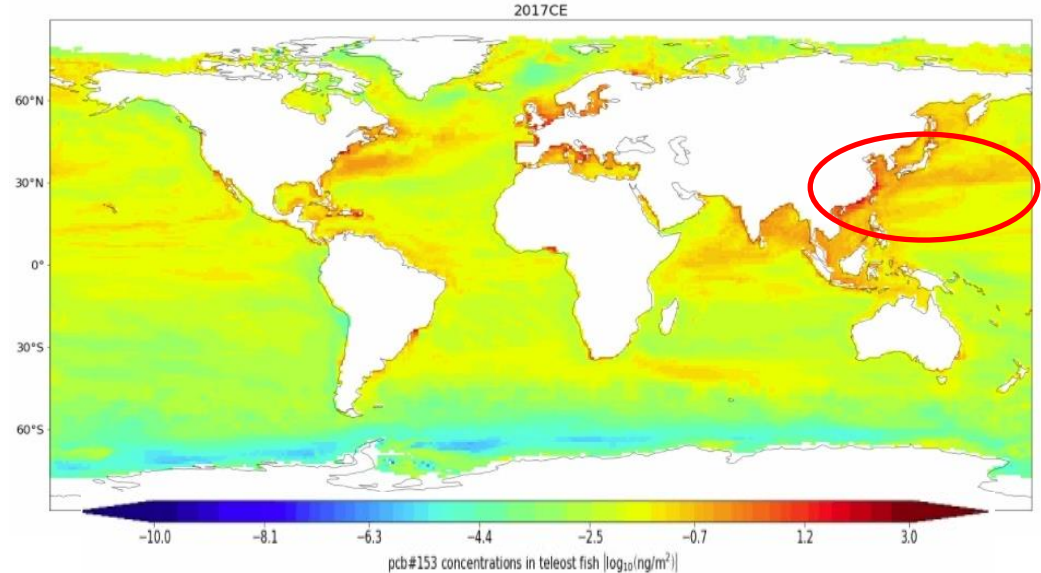 2017CE
60°N
30°N
0°
30°S
60°S
−10.0 −8.1 −6.3 −4.4 −2.5 −0.7 1.2 3.0
pcb#153 concentrations in teleost fish |log₁₀(ng/m²)|